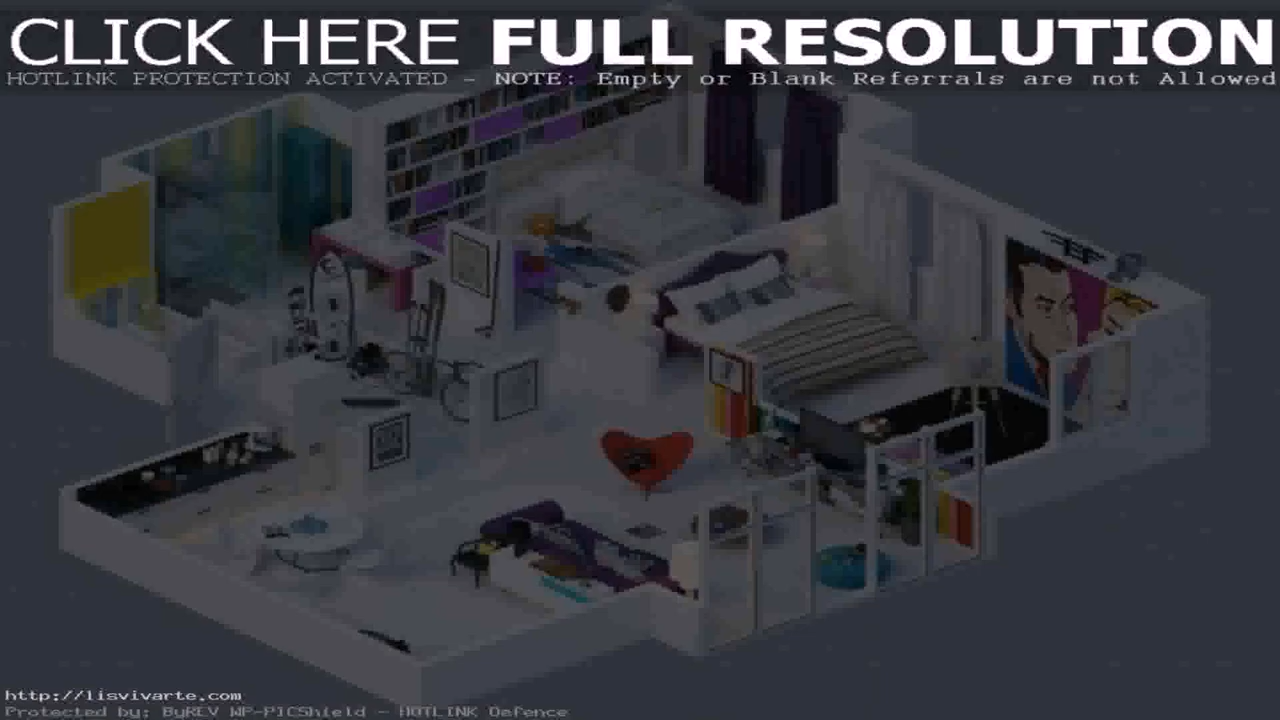 CLICK HERE FULL RESOLUTION
HOTLINK PROTECTION ACTIVATED - NOTE: Empty or Blank Referrals are not Allowed
http://lisvivarte.com
Protected by: ByREV WP-PICShield - HOTLINK Defence